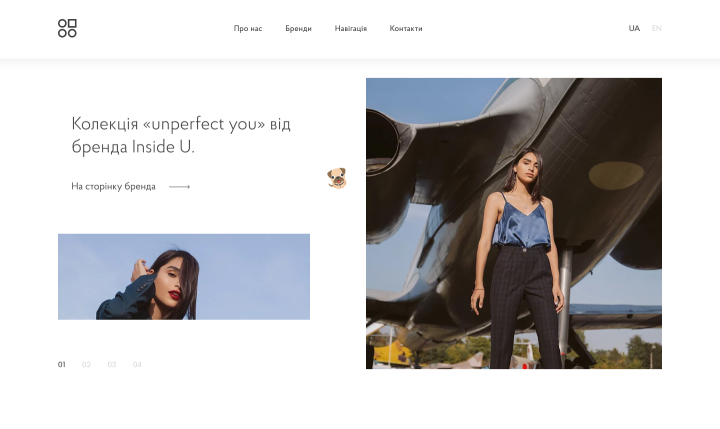 Про нас
Бренди
Навігація
Контакти
UA
EN
Колекція «unperfect you» від
бренда Inside U.
На сторінку бренда
01
02
03
04